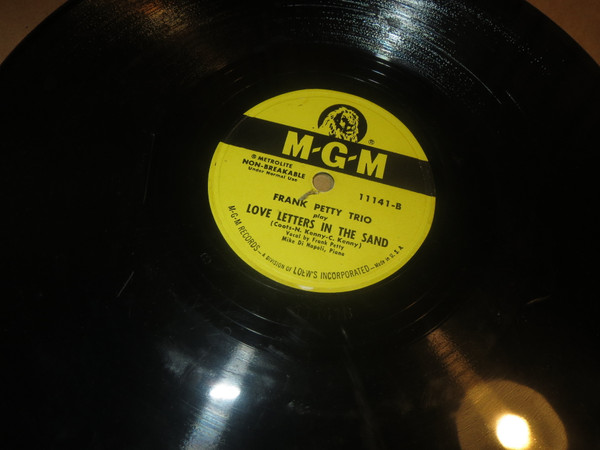 M-G-M
® METROLITE
NON-BREAKABLE
Under Normal Use
11141-B
FRANK PETTY TRIO
play
LOVE LETTERS IN THE SAND
(Coots-N. Kenny-C. Kenny)
Vocal by Frank Petty
Mike Di Napoli, Piano
M-G-M RECORDS—A DIVISION OF LOEW'S INCORPORATED—Made in U.S.A